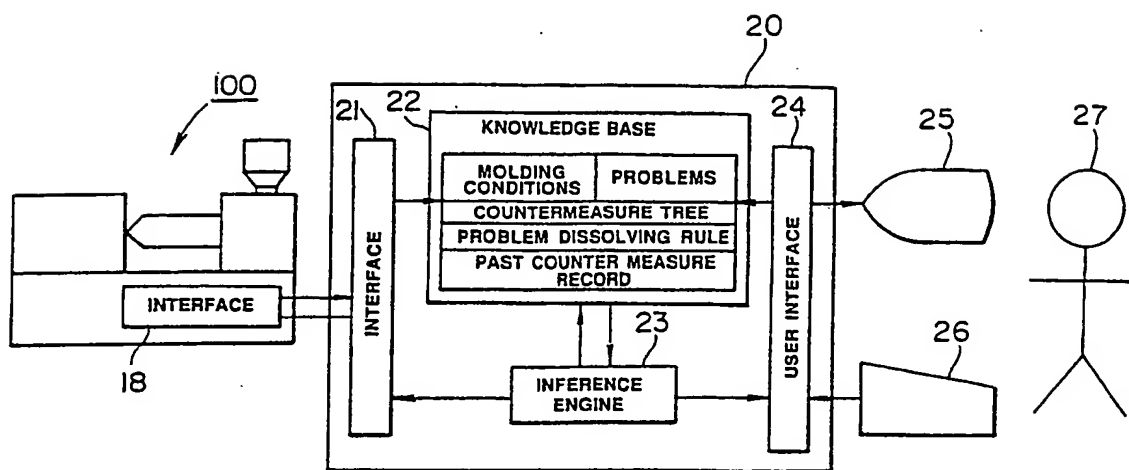 20
100
21
22
KNOWLEDGE BASE
24
25
27
MOLDING
CONDITIONS
PROBLEMS
COUNTERMEASURE TREE
PROBLEM DISSOLVING RULE
PAST COUNTER MEASURE
RECORD
INTERFACE
INTERFACE
USER INTERFACE
18
23
INFERENCE
ENGINE
26